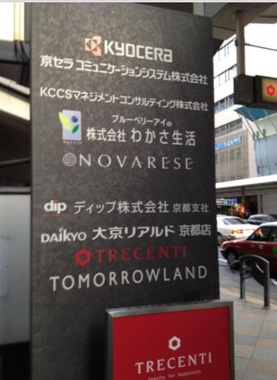 KYOCERA
京セラ コミュニケーションシステム株式会社
KCCSマネジメントコンサルティング株式会社
ブルーベリーアイの
株式会社 わかさ生活
NOVARESE
dip ディップ株式会社 京都支社
DAIKYO 大京リアルド 京都店
TRECENTI
TOMORROWLAND
TRECENTI